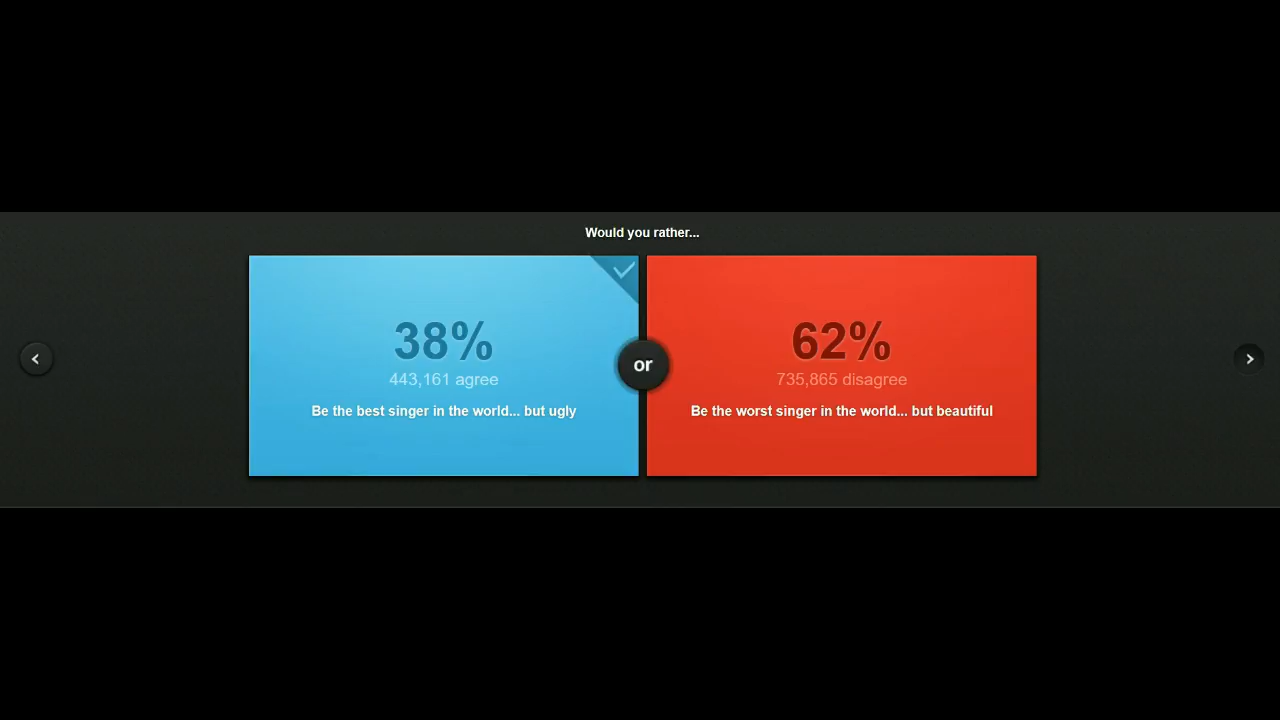 Would you rather...
38%
443,161 agree
Be the best singer in the world... but ugly
or
62%
735,865 disagree
Be the worst singer in the world... but beautiful